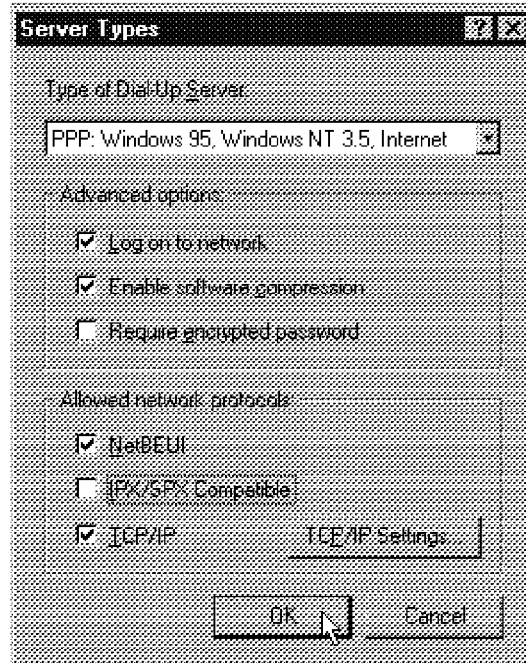 Server Types
Type of Dial-Up Server:
PPP: Windows 95, Windows NT 3.5, Internet
Advanced options:
Log on to network
Enable software compression
Require encrypted password
Allowed network protocols:
NetBEUI
IPX/SPX Compatible
TCP/IP
TCP/IP Settings...
OK
Cancel